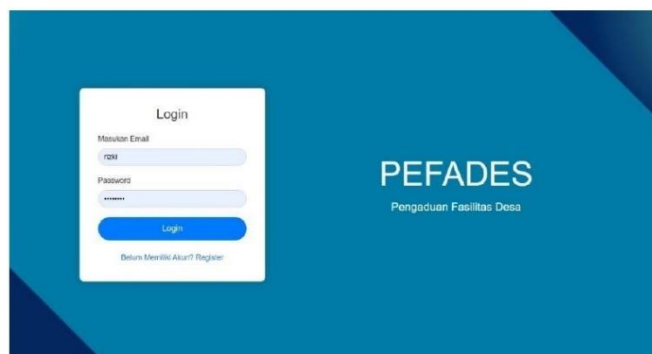 Login
Masukan Email
rizki
Password
Login
Belum Memiliki Akun? Register
PEFADES
Pengaduan Fasilitas Desa